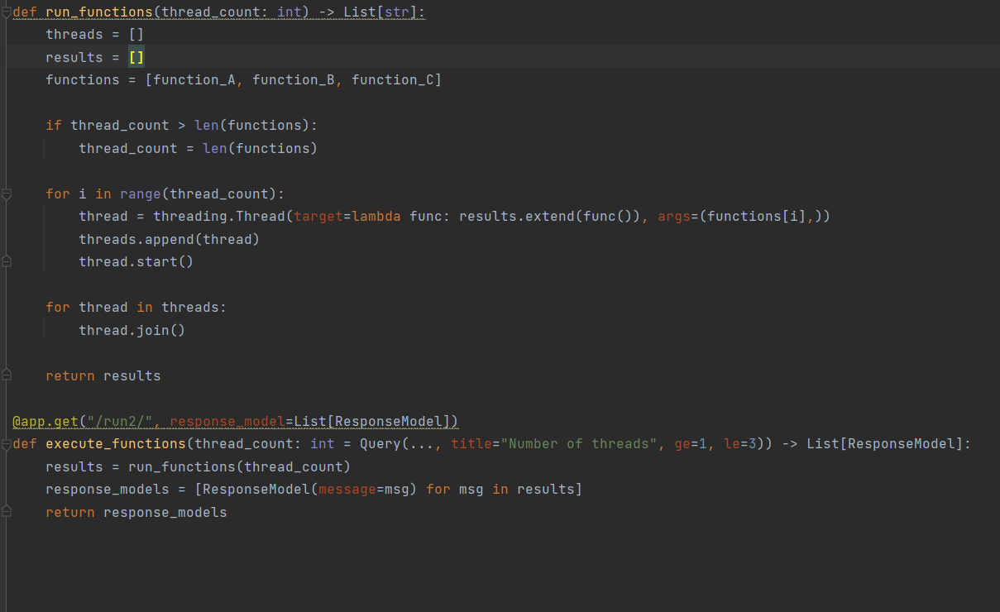 def run_functions(thread_count: int) -> List[str]:
    threads = []
    results = []
    functions = [function_A, function_B, function_C]
    if thread_count > len(functions):
        thread_count = len(functions)
    for i in range(thread_count):
        thread = threading.Thread(target=lambda func: results.extend(func()), args=(functions[i],))
        threads.append(thread)
        thread.start()
    for thread in threads:
        thread.join()
    return results
@app.get("/run2/", response_model=List[ResponseModel])
def execute_functions(thread_count: int = Query(..., title="Number of threads", ge=1, le=3)) -> List[ResponseModel]:
    results = run_functions(thread_count)
    response_models = [ResponseModel(message=msg) for msg in results]
    return response_models